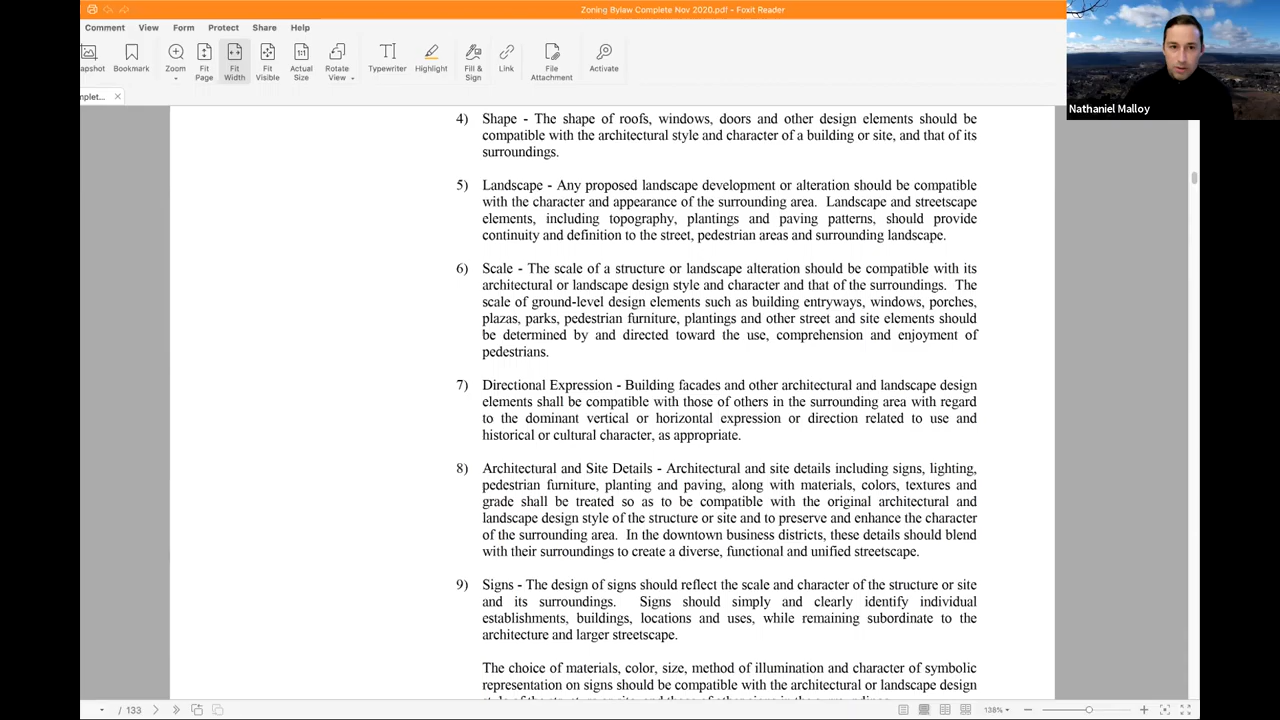 Zoning Bylaw Complete Nov 2020.pdf - Foxit Reader
Comment View Form Protect Share Help
apshot Bookmark Zoom Fit Page Fit Width Fit Visible Actual Size Rotate View Typewriter Highlight Fill & Sign Link File Attachment Activate
mplet... ×
Nathaniel Malloy
4) Shape - The shape of roofs, windows, doors and other design elements should be
compatible with the architectural style and character of a building or site, and that of its
surroundings.
5) Landscape - Any proposed landscape development or alteration should be compatible
with the character and appearance of the surrounding area. Landscape and streetscape
elements, including topography, plantings and paving patterns, should provide
continuity and definition to the street, pedestrian areas and surrounding landscape.
6) Scale - The scale of a structure or landscape alteration should be compatible with its
architectural or landscape design style and character and that of the surroundings. The
scale of ground-level design elements such as building entryways, windows, porches,
plazas, parks, pedestrian furniture, plantings and other street and site elements should
be determined by and directed toward the use, comprehension and enjoyment of
pedestrians.
7) Directional Expression - Building facades and other architectural and landscape design
elements shall be compatible with those of others in the surrounding area with regard
to the dominant vertical or horizontal expression or direction related to use and
historical or cultural character, as appropriate.
8) Architectural and Site Details - Architectural and site details including signs, lighting,
pedestrian furniture, planting and paving, along with materials, colors, textures and
grade shall be treated so as to be compatible with the original architectural and
landscape design style of the structure or site and to preserve and enhance the character
of the surrounding area. In the downtown business districts, these details should blend
with their surroundings to create a diverse, functional and unified streetscape.
9) Signs - The design of signs should reflect the scale and character of the structure or site
and its surroundings. Signs should simply and clearly identify individual
establishments, buildings, locations and uses, while remaining subordinate to the
architecture and larger streetscape.
The choice of materials, color, size, method of illumination and character of symbolic
representation on signs should be compatible with the architectural or landscape design
/ 133
138%